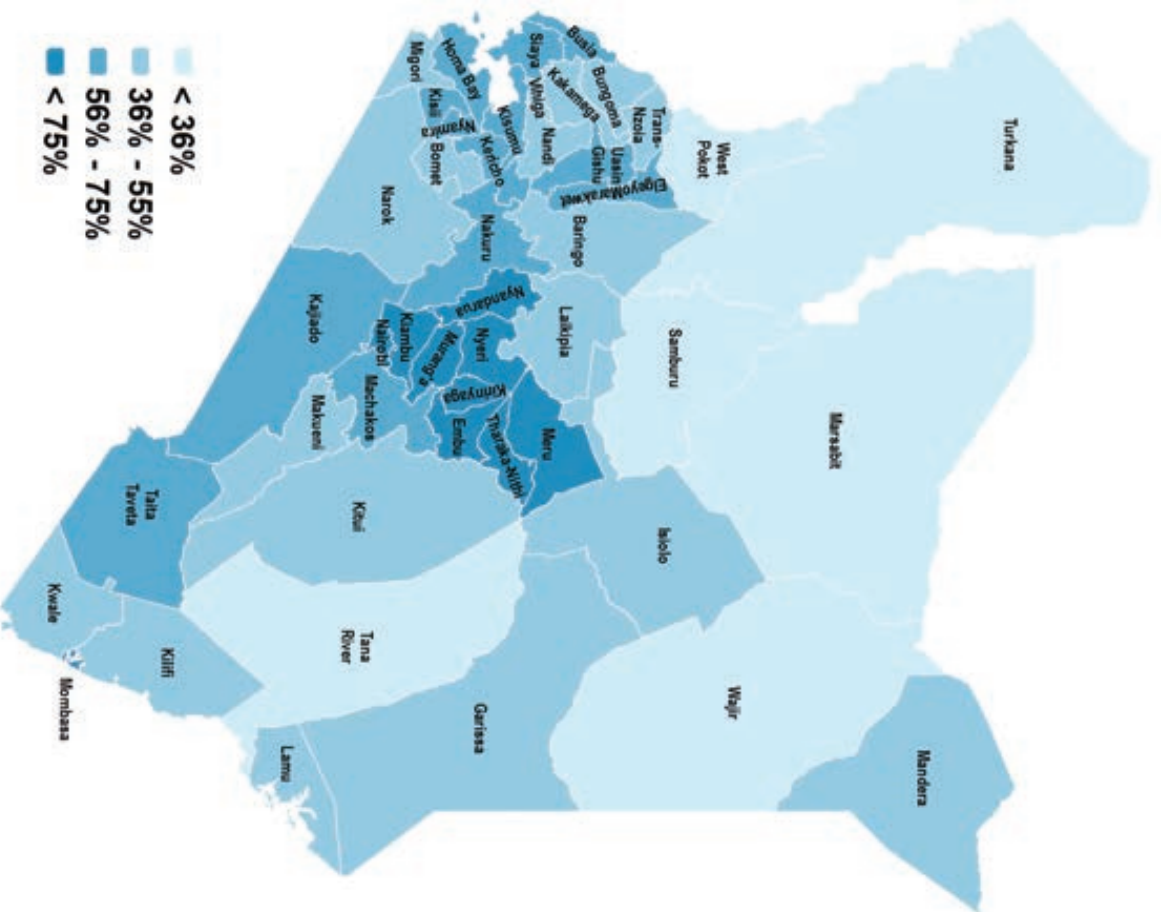 Turkana
Marsabit
Mandera
Wajir
West
Pokot
Samburu
Isiolo
Trans-
Nzoia
Bungoma
Busia
Kakamega
Siaya
Vihiga
Nandi
Uasin
Gishu
ElgeyoMarakwet
Baringo
Laikipia
Meru
Tharaka-Nithi
Garissa
Kisumu
Homa Bay
Migori
Kisii
Nyamira
Kericho
Bomet
Nakuru
Narok
Nyandarua
Nyeri
Kirinyaga
Murang'a
Embu
Kiambu
Nairobi
Machakos
Kajiado
Makueni
Kitui
Tana
River
Lamu
Taita
Taveta
Kilifi
Kwale
Mombasa
< 36%
36% - 55%
56% - 75%
< 75%